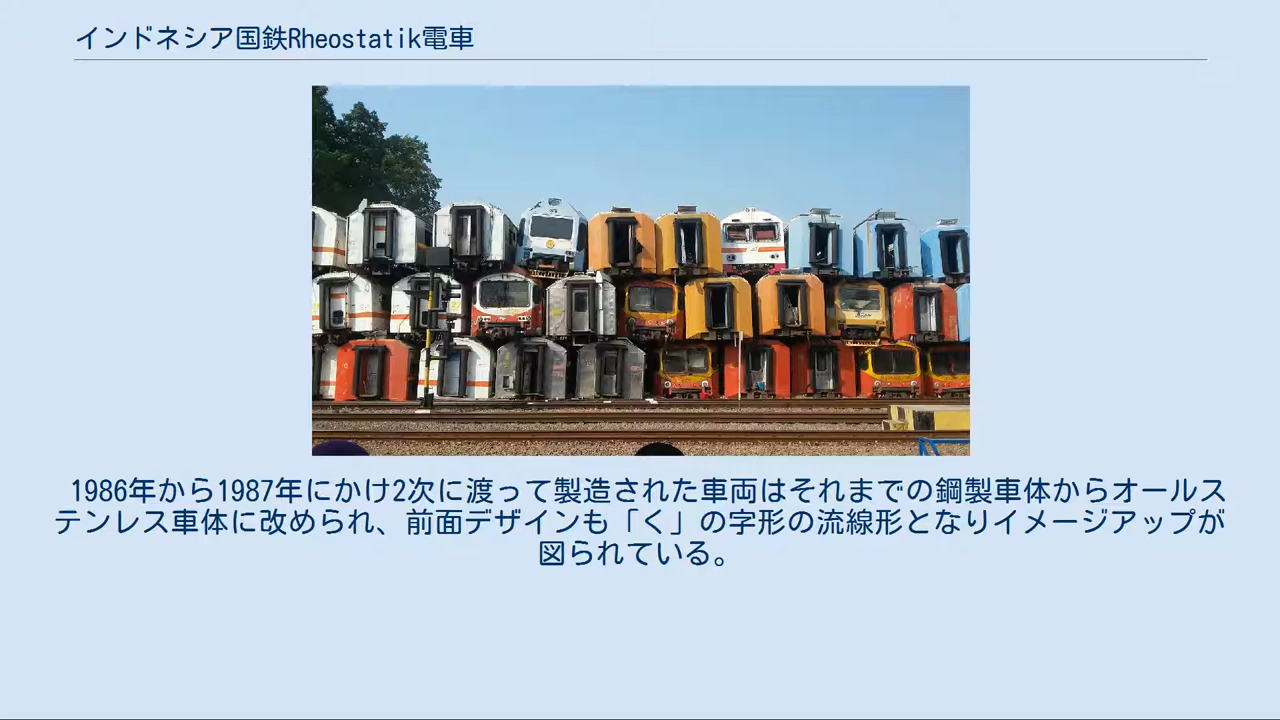 インドネシア国鉄Rheostatik電車
1986年から1987年にかけ2次に渡って製造された車両はそれまでの鋼製車体からオールス
テンレス車体に改められ、前面デザインも「く」の字形の流線形となりイメージアップが
図られている。